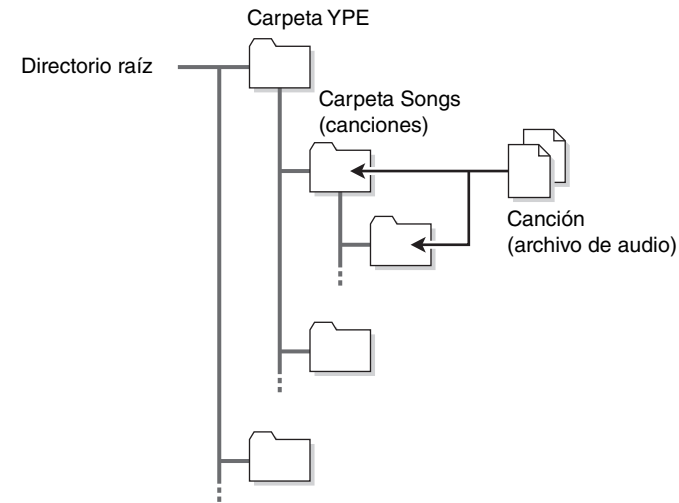 Carpeta YPE
Directorio raíz
Carpeta Songs
(canciones)
Canción
(archivo de audio)